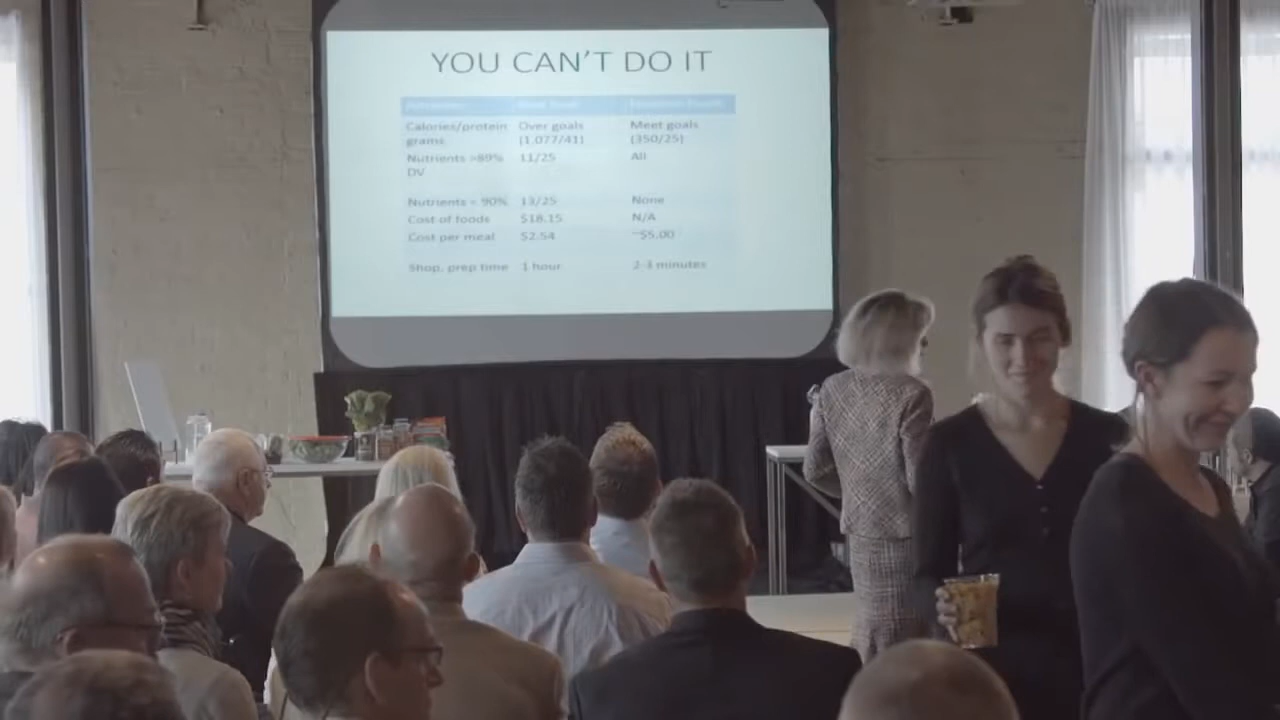 YOU CAN'T DO IT
Calories/protein grams Over goals (1,077/41) Meet goals (350/25)
Nutrients >89% DV 11/25 All
Nutrients < 90% 13/25 None
Cost of foods $18.15 N/A
Cost per meal $2.54 ~$5.00
Shop, prep time 1 hour 2-3 minutes